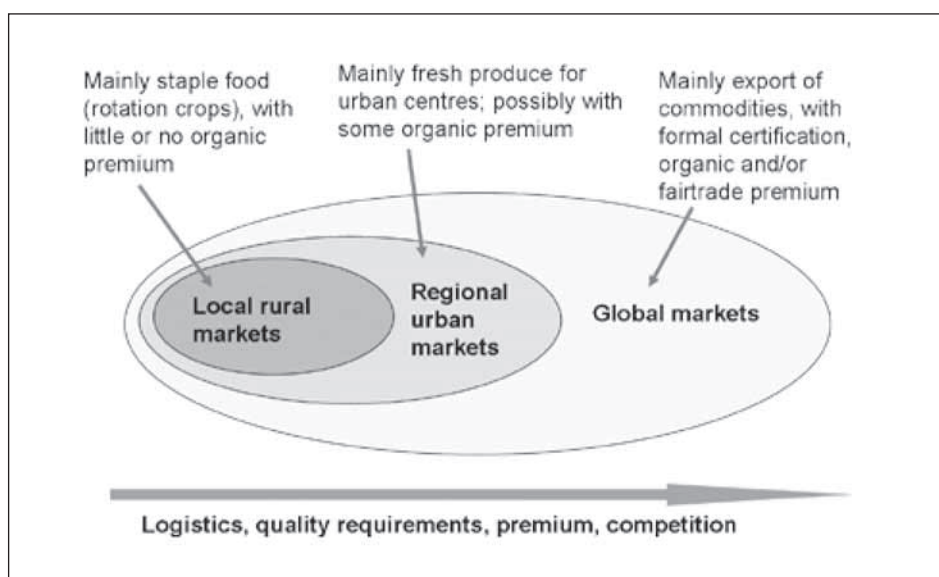 Mainly staple food
(rotation crops), with
little or no organic
premium
Mainly fresh produce for
urban centres; possibly with
some organic premium
Mainly export of
commodities, with
formal certification,
organic and/or
fairtrade premium
Local rural
markets
Regional
urban
markets
Global markets
Logistics, quality requirements, premium, competition